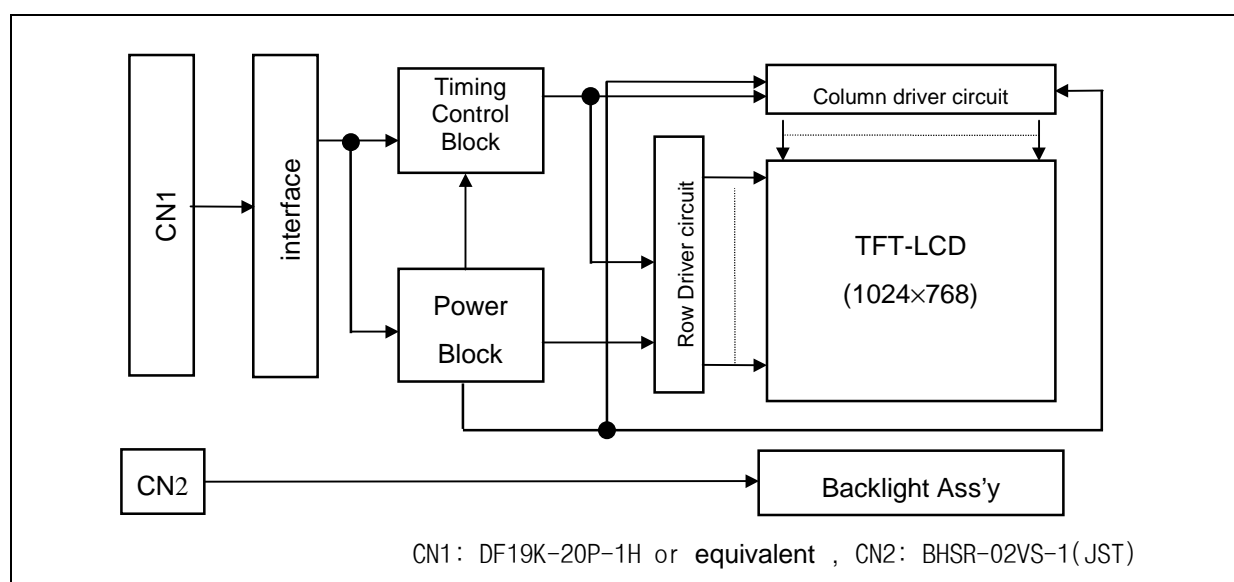 CN1
interface
Timing
Control
Block
Power
Block
Row Driver circuit
Column driver circuit
TFT-LCD
(1024×768)
CN2
Backlight Ass’y
CN1: DF19K-20P-1H or equivalent , CN2: BHSR-02VS-1(JST)